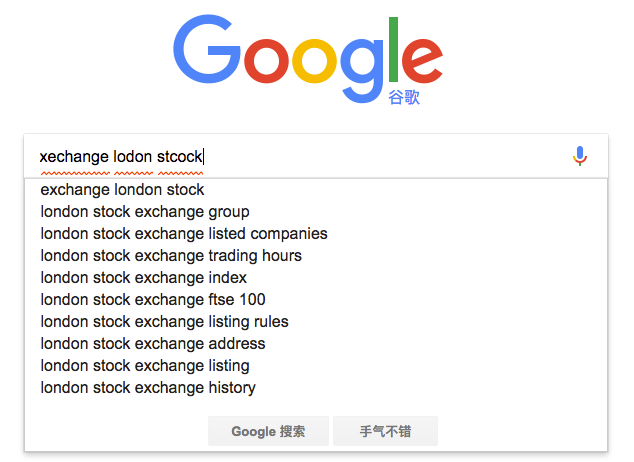 Google
谷歌
xechange lodon stcock
exchange london stock
london stock exchange group
london stock exchange listed companies
london stock exchange trading hours
london stock exchange index
london stock exchange ftse 100
london stock exchange listing rules
london stock exchange address
london stock exchange listing
london stock exchange history
Google 搜索 手气不错